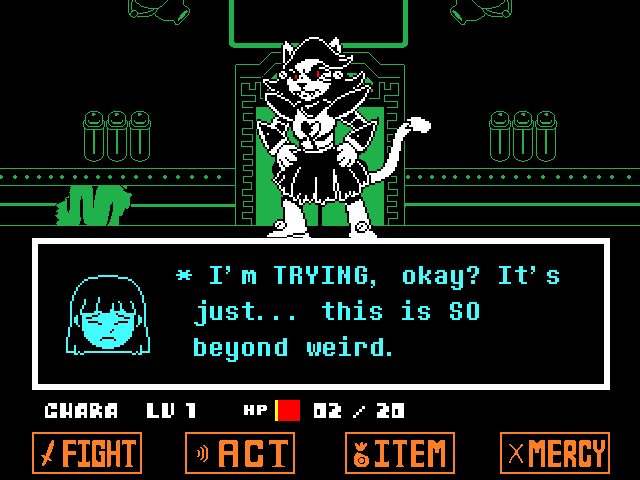 * I'm TRYING, okay? It's
just... this is SO
beyond weird.
CHARA LV 1 HP 02 / 20
FIGHT ACT ITEM MERCY